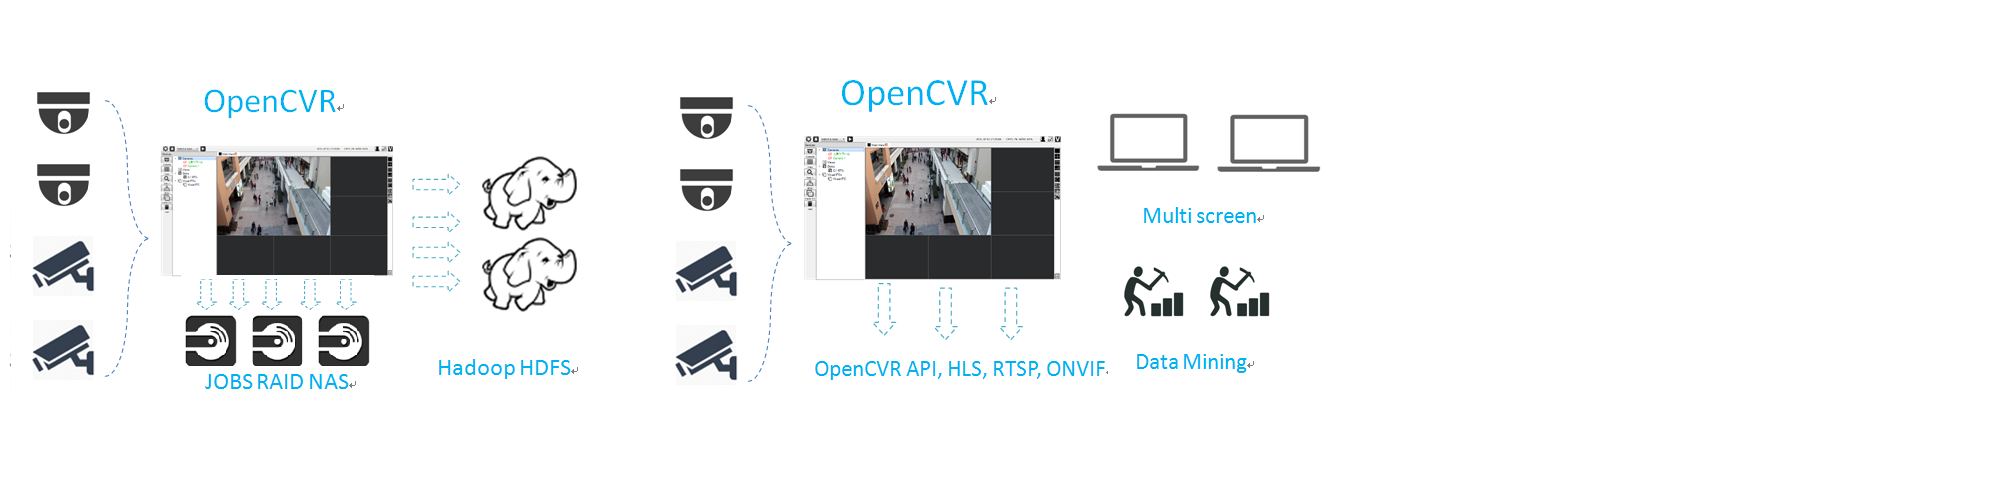 OpenCVR
JOBS RAID NAS
Hadoop HDFS
OpenCVR
OpenCVR API, HLS, RTSP, ONVIF
Multi screen
Data Mining